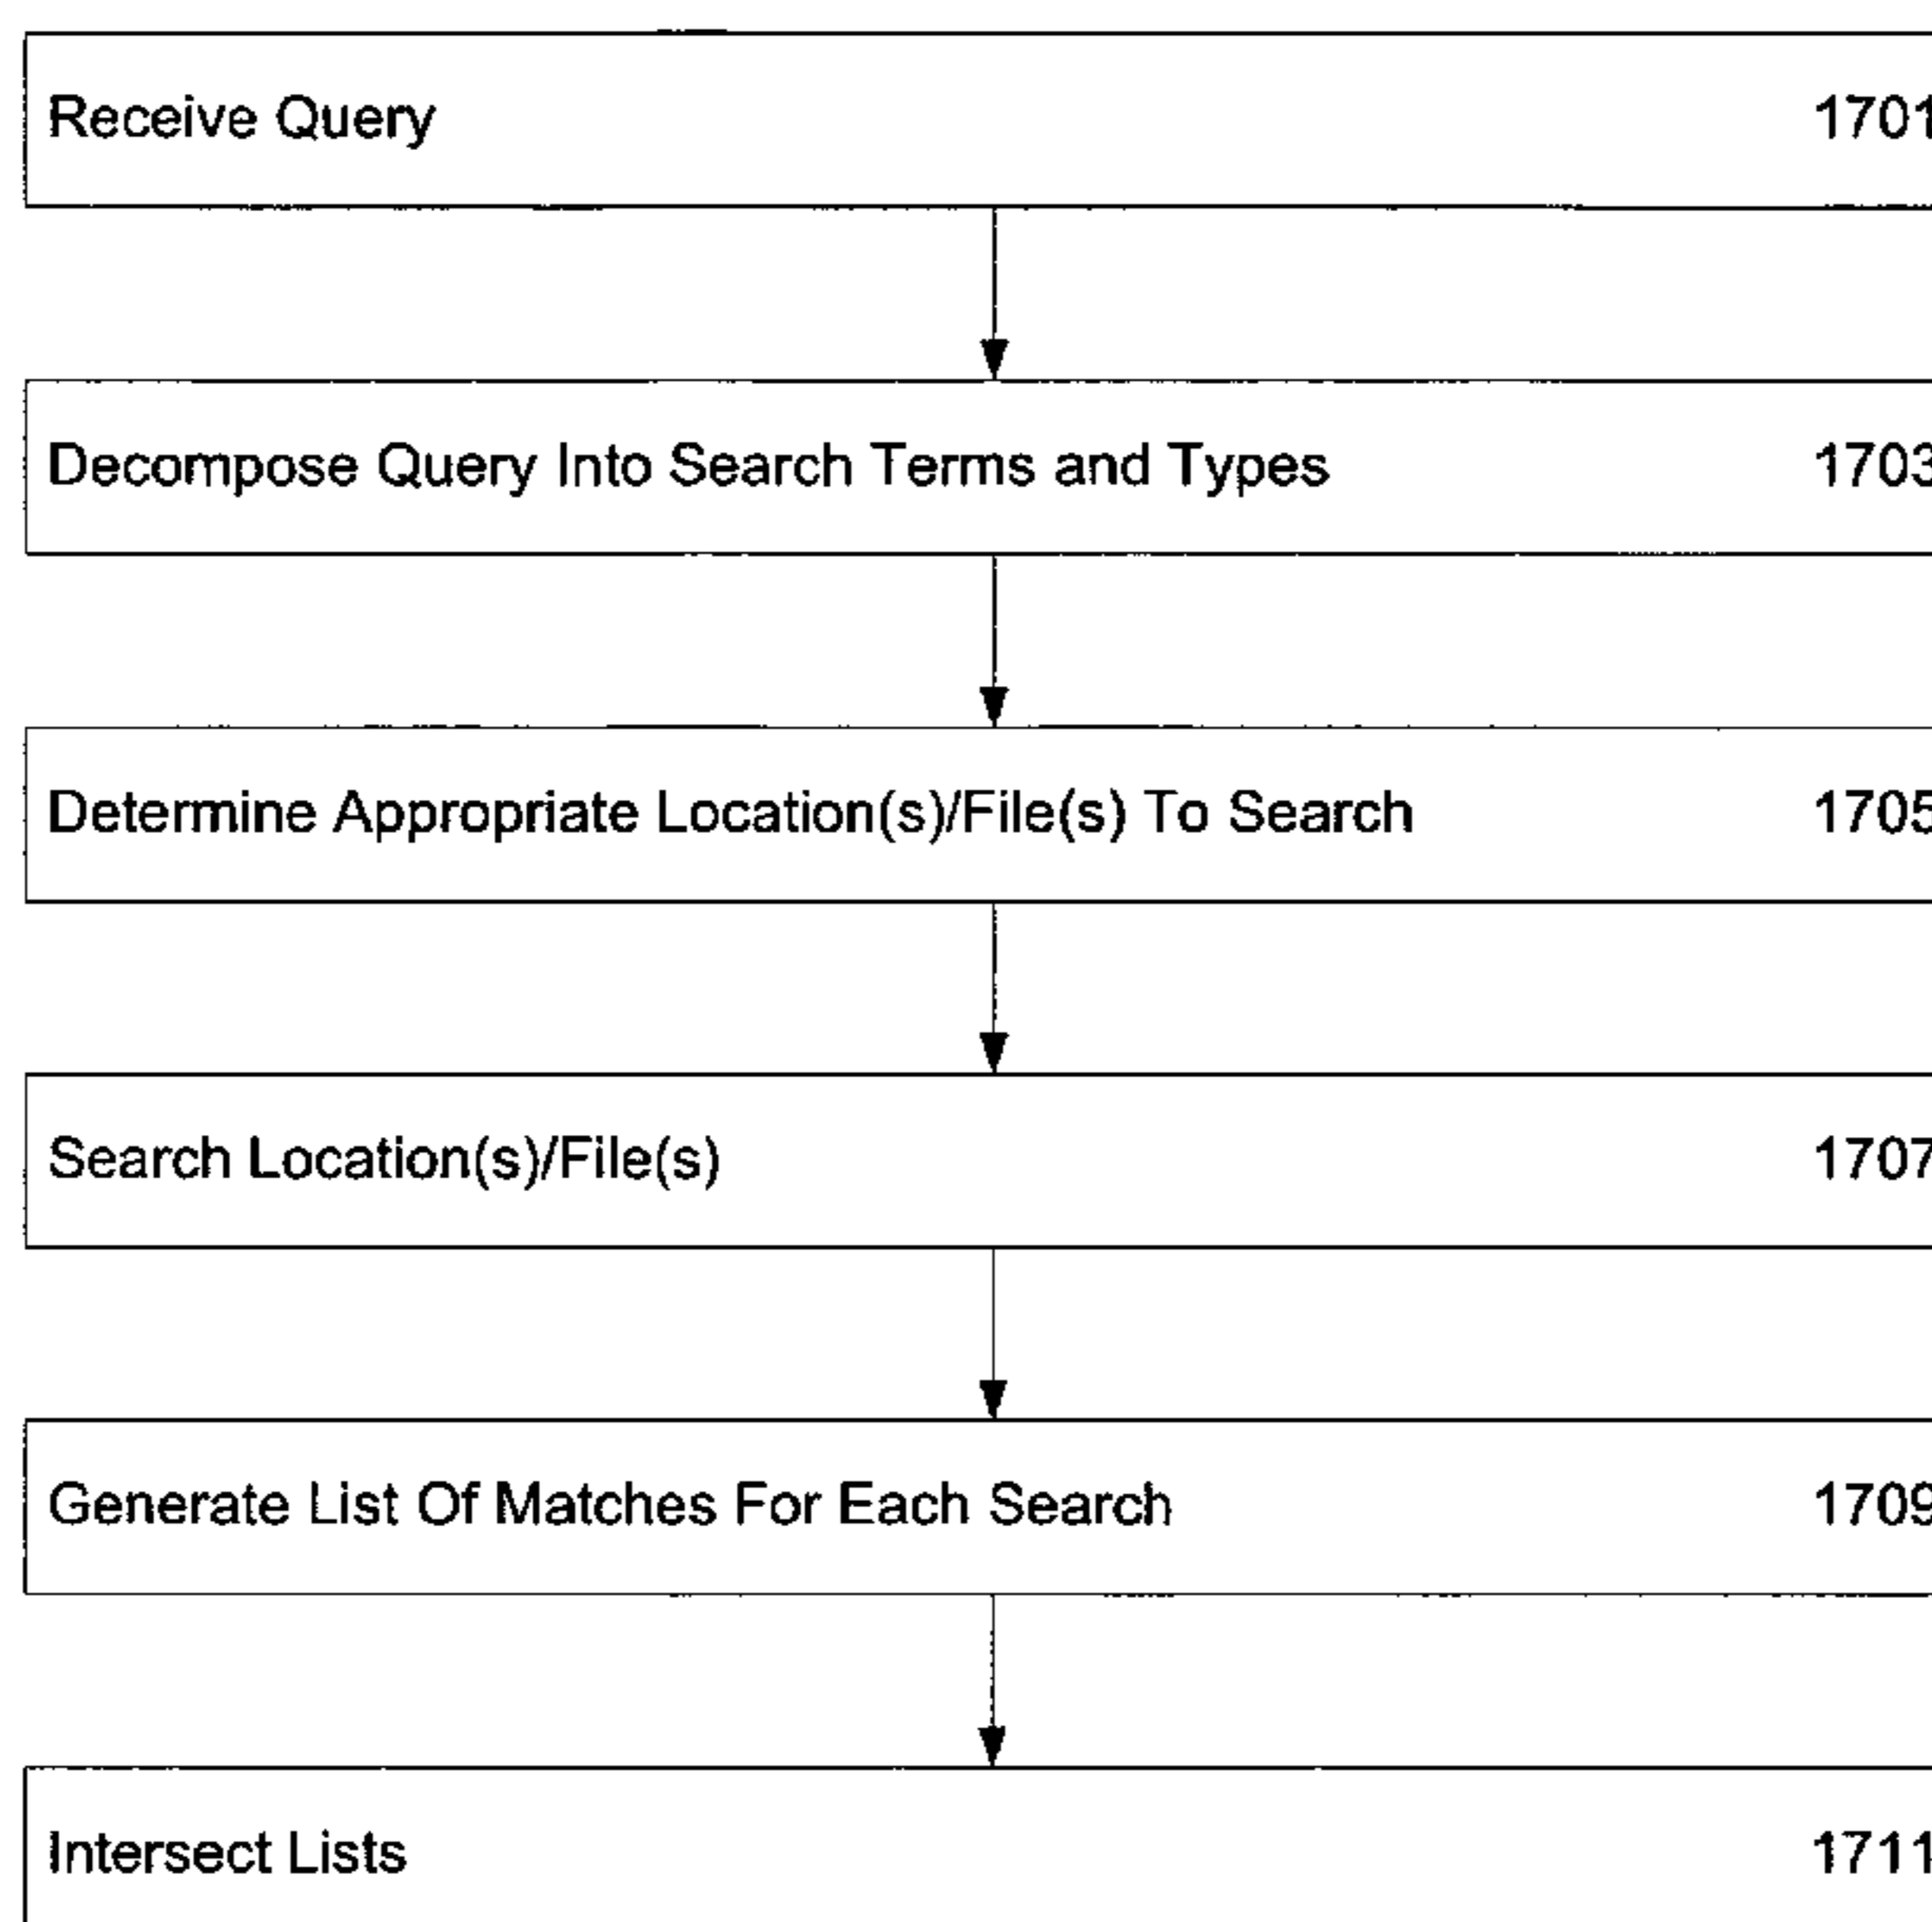 Receive Query 1701
Decompose Query Into Search Terms and Types 1703
Determine Appropriate Location(s)/File(s) To Search 1705
Search Location(s)/File(s) 1707
Generate List Of Matches For Each Search 1709
Intersect Lists 1711